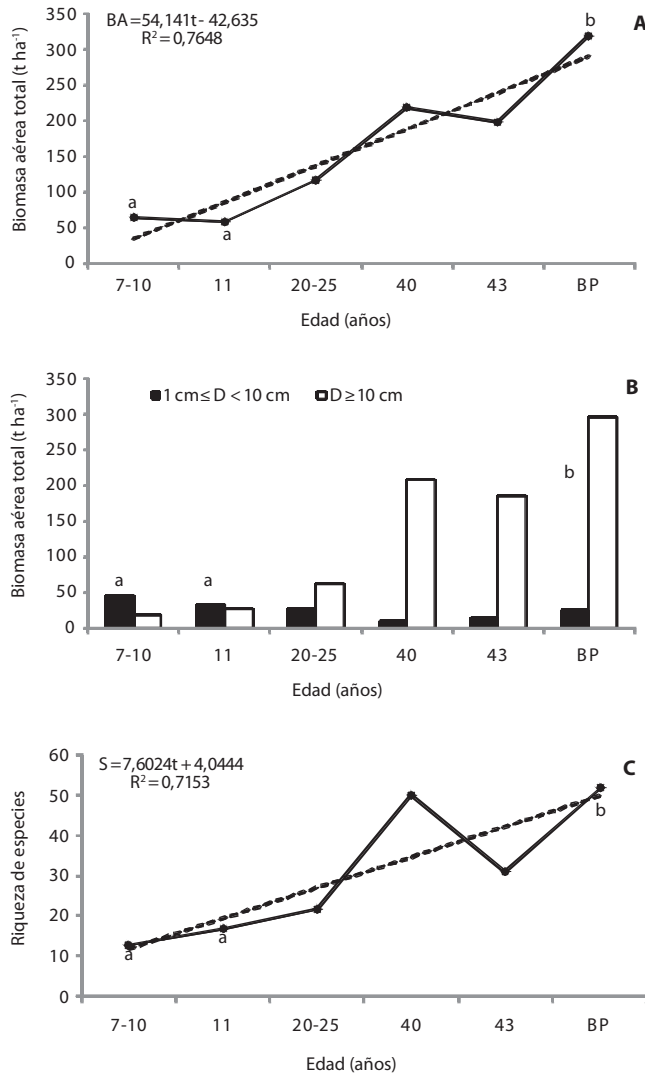 BA=54,141t- 42,635
R²=0,7648
A
b
a
a
350
300
250
200
150
100
50
0
Biomasa aérea total (t ha⁻¹)
7-10 11 20-25 40 43 BP
Edad (años)
1 cm ≤ D < 10 cm D ≥ 10 cm
B
a a b
350
300
250
200
150
100
50
0
Biomasa aérea total (t ha⁻¹)
7-10 11 20-25 40 43 BP
Edad (años)
S=7,6024t+4,0444
R²=0,7153
C
a a b
60
50
40
30
20
10
0
Riqueza de especies
7-10 11 20-25 40 43 BP
Edad (años)